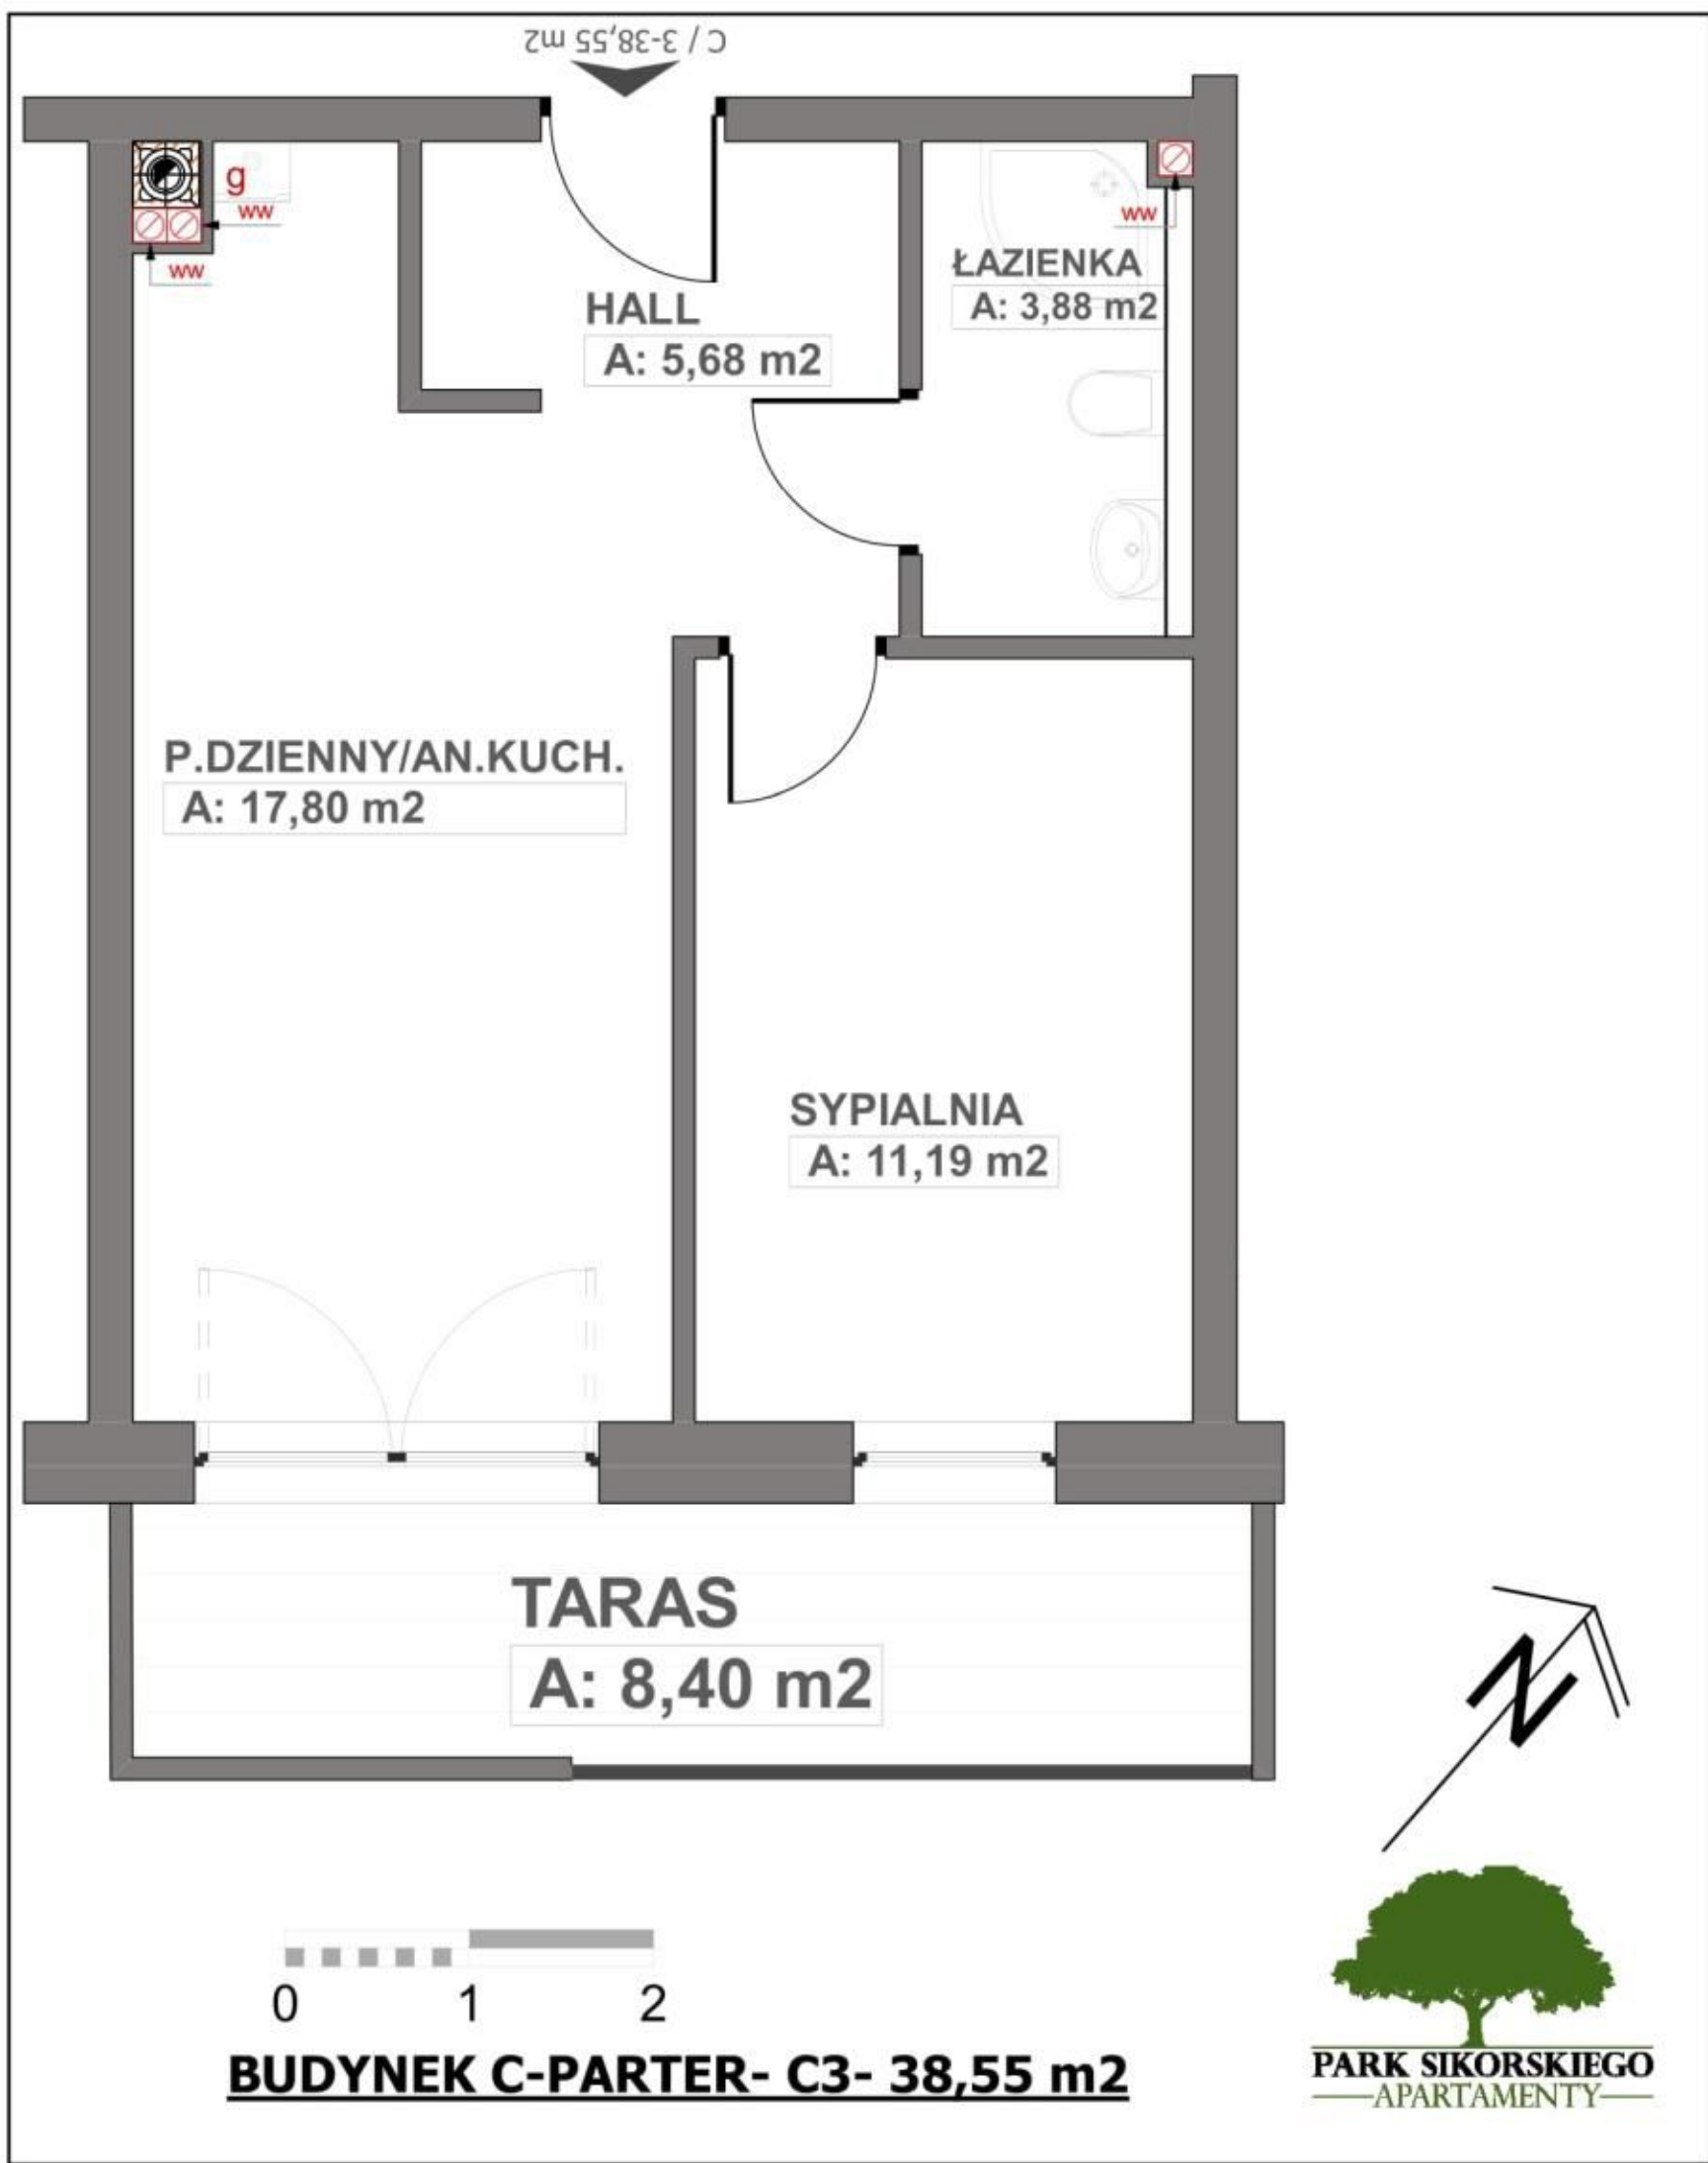 C / 3-38,55 m2
g
ww
ww
ww
ŁAZIENKA
A: 3,88 m2
HALL
A: 5,68 m2
P.DZIENNY/AN.KUCH.
A: 17,80 m2
SYPIALNIA
A: 11,19 m2
TARAS
A: 8,40 m2
N
0 1 2
BUDYNEK C-PARTER- C3- 38,55 m2
PARK SIKORSKIEGO
APARTAMENTY